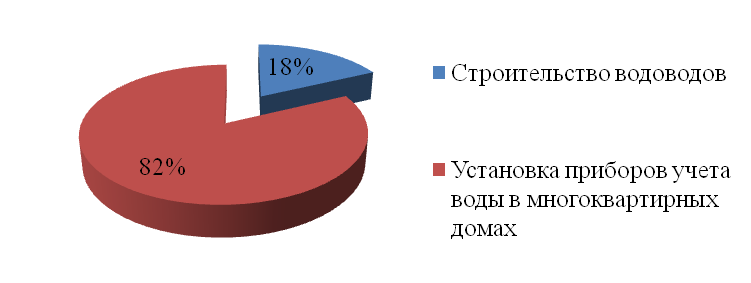 18%
82%
Строительство водоводов
Установка приборов учета
воды в многоквартирных
домах